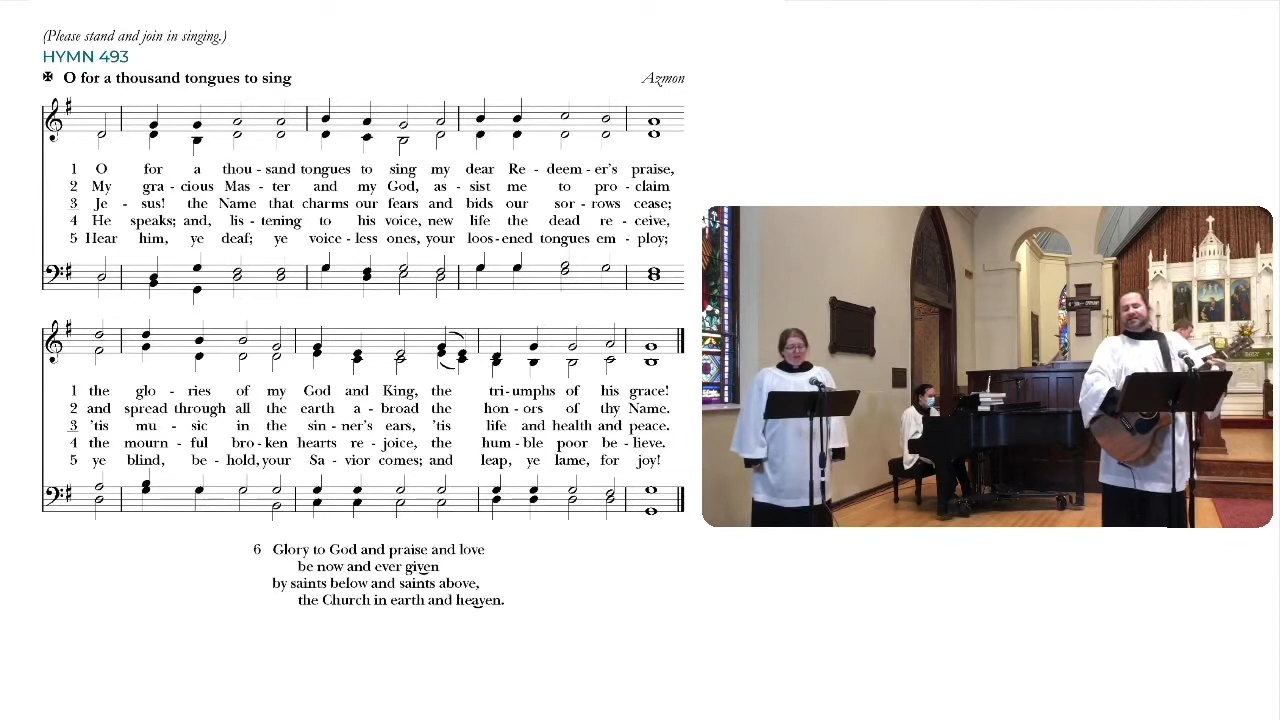 (Please stand and join in singing.)
HYMN 493
✠ O for a thousand tongues to sing Azmon
1 O for a thou - sand tongues to sing my dear Re - deem - er's praise,
2 My gra - cious Mas - ter and my God, as - sist me to pro - claim
3 Je - sus! the Name that charms our fears and bids our sor - rows cease;
4 He speaks; and, lis - tening to his voice, new life the dead re - ceive,
5 Hear him, ye deaf; ye voice - less ones, your loos - ened tongues em - ploy;
1 the glo - ries of my God and King, the tri - umphs of his grace!
2 and spread through all the earth a - broad the hon - ors of thy Name.
3 'tis mu - sic in the sin - ner's ears, 'tis life and health and peace.
4 the mourn - ful bro - ken hearts re - joice, the hum - ble poor be - lieve.
5 ye blind, be - hold, your Sa - vior comes; and leap, ye lame, for joy!
6 Glory to God and praise and love
be now and ever given
by saints below and saints above,
the Church in earth and heaven.